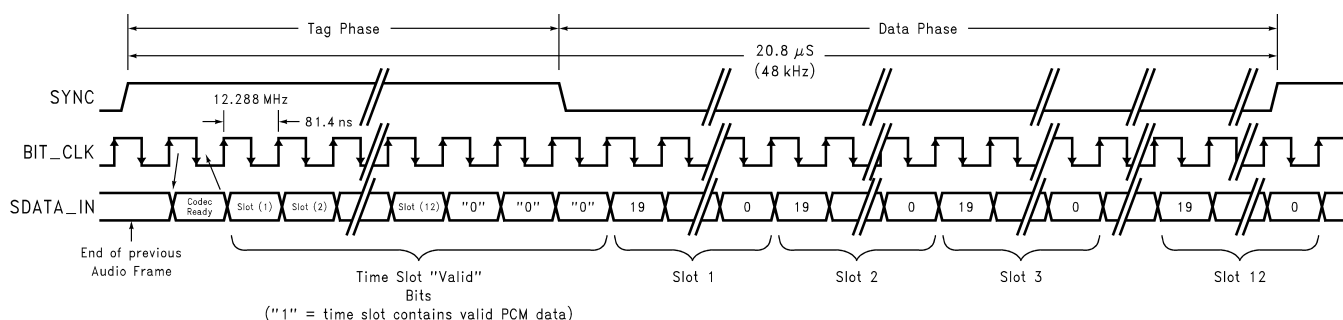 Tag Phase
Data Phase
20.8 μS
(48 kHz)
SYNC
12.288 MHz
81.4 ns
BIT_CLK
SDATA_IN
Codec
Ready
Slot (1)
Slot (2)
Slot (12)
"0"
"0"
"0"
19
0
19
0
19
0
19
0
End of previous
Audio Frame
Time Slot "Valid"
Bits
("1" = time slot contains valid PCM data)
Slot 1
Slot 2
Slot 3
Slot 12